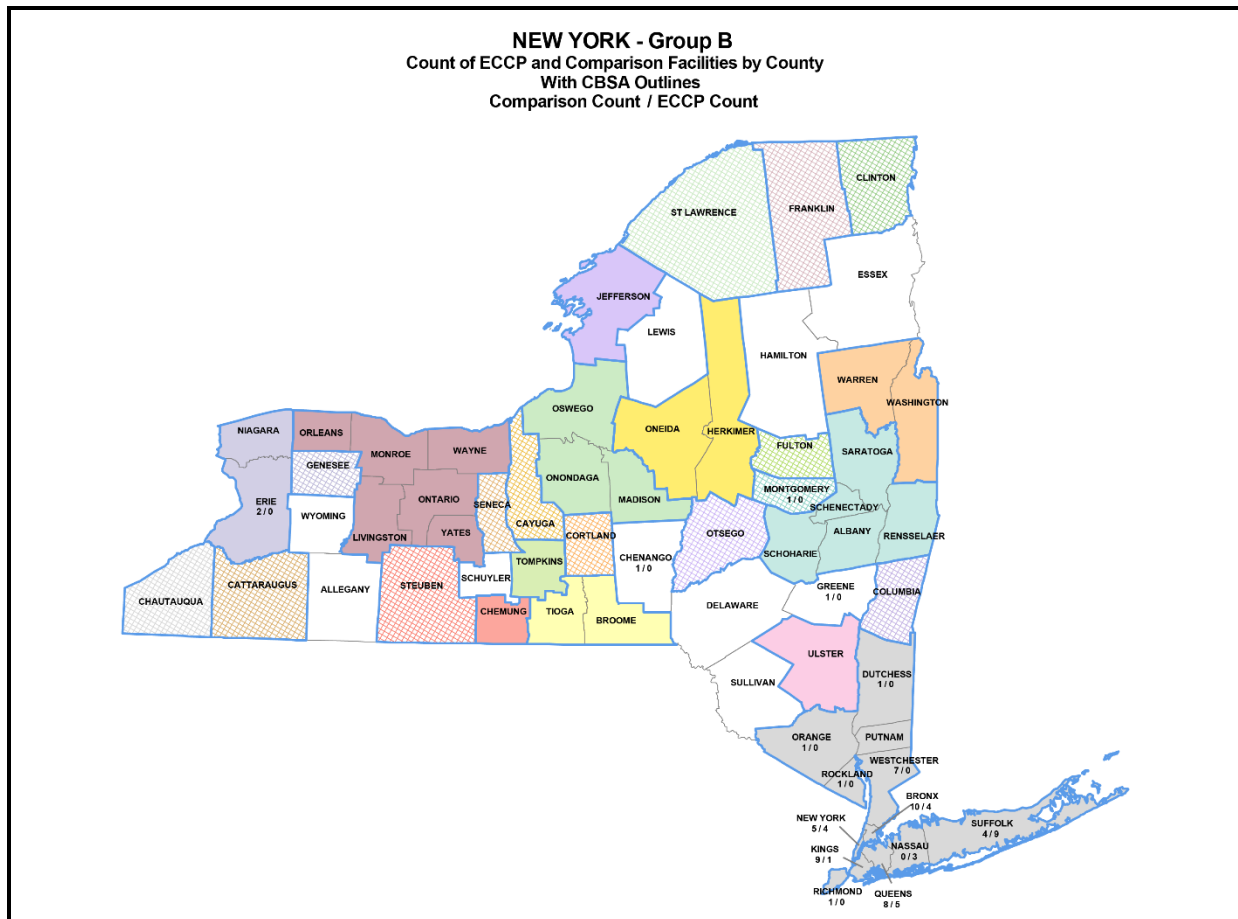 NEW YORK - Group B
Count of ECCP and Comparison Facilities by County
With CBSA Outlines
Comparison Count / ECCP Count
CLINTON
FRANKLIN
ST LAWRENCE
ESSEX
JEFFERSON
LEWIS
HAMILTON
WARREN
WASHINGTON
OSWEGO
ONEIDA
HERKIMER
NIAGARA
ORLEANS
MONROE
WAYNE
FULTON
SARATOGA
GENESEE
ONONDAGA
MADISON
MONTGOMERY
1 / 0
ERIE
2 / 0
WYOMING
ONTARIO
SENECA
CAYUGA
SCHENECTADY
LIVINGSTON
YATES
CORTLAND
OTSEGO
SCHOHARIE
ALBANY
RENSSELAER
CHENANGO
1 / 0
CHAUTAUQUA
CATTARAUGUS
ALLEGANY
STEUBEN
SCHUYLER
TOMPKINS
GREENE
1 / 0
COLUMBIA
CHEMUNG
TIOGA
BROOME
DELAWARE
ULSTER
SULLIVAN
DUTCHESS
1 / 0
ORANGE
1 / 0
PUTNAM
WESTCHESTER
7 / 0
ROCKLAND
1 / 0
BRONX
10 / 4
NEW YORK
5 / 4
SUFFOLK
4 / 9
KINGS
9 / 1
NASSAU
0 / 3
RICHMOND
1 / 0
QUEENS
8 / 5